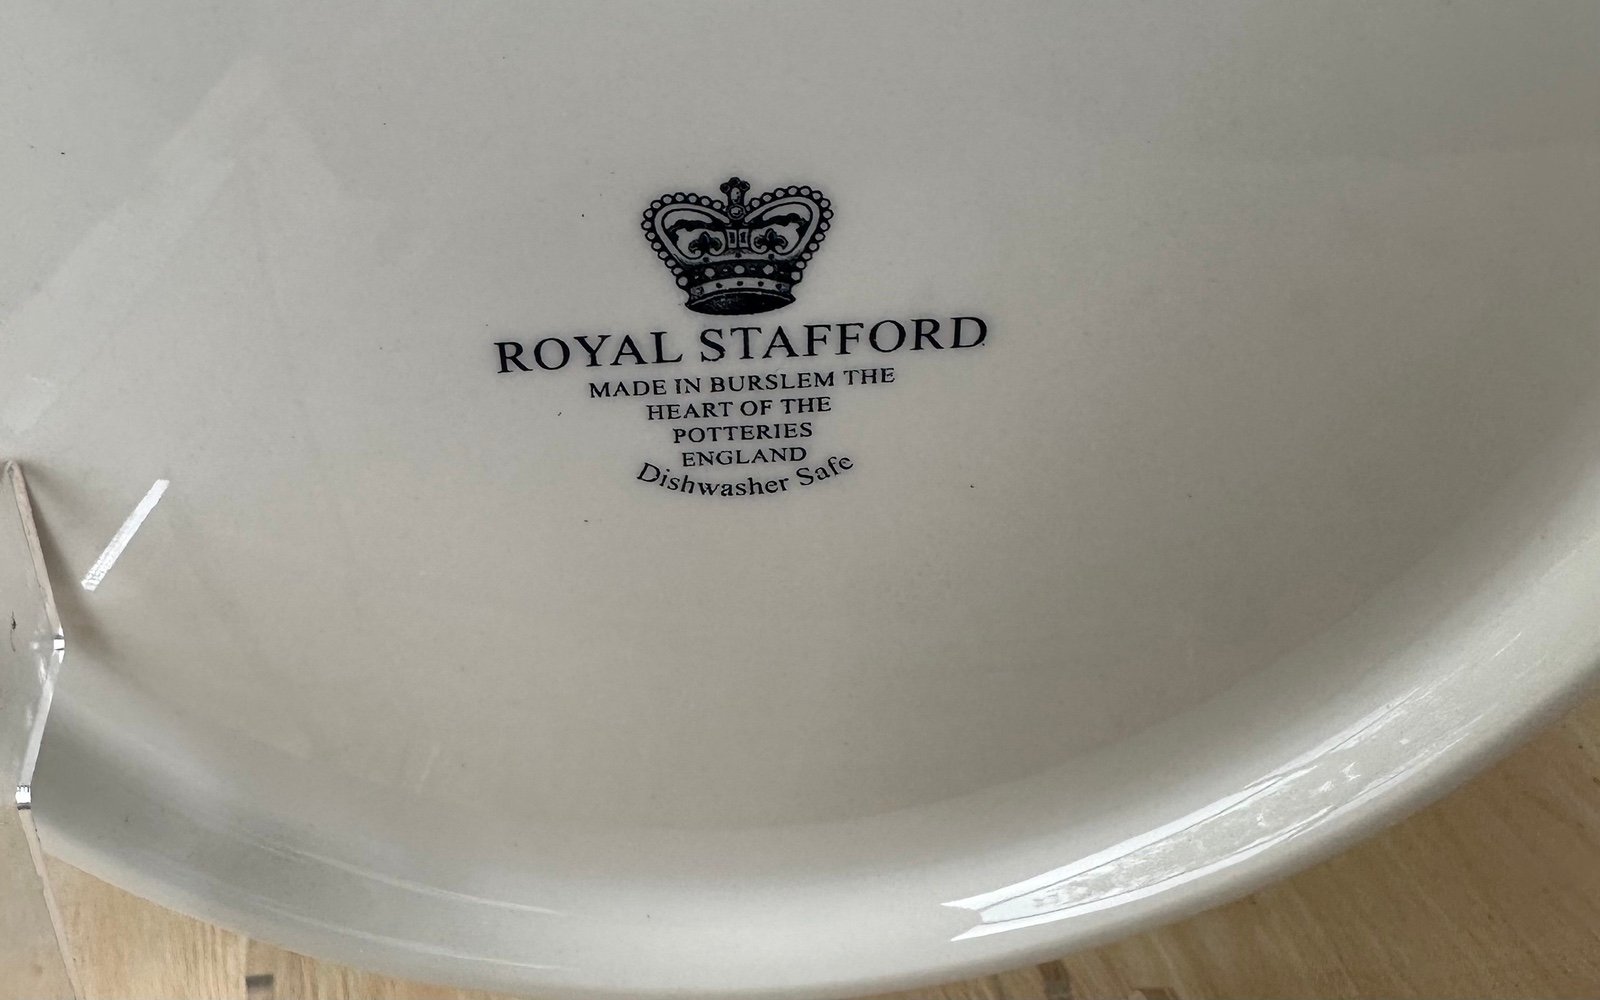 ROYAL STAFFORD
MADE IN BURSLEM THE
HEART OF THE
POTTERIES
ENGLAND
Dishwasher Safe